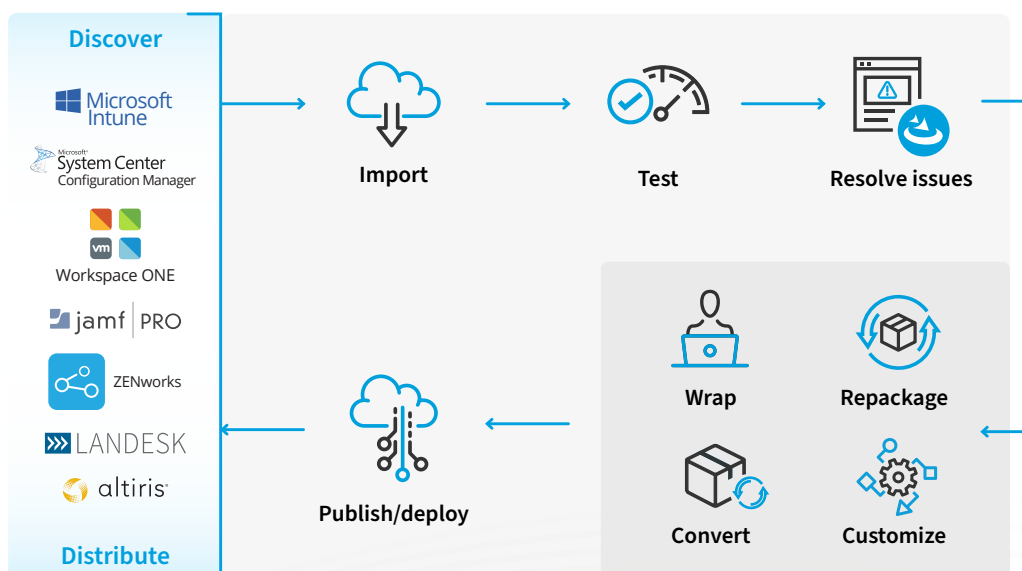 Discover
Microsoft
Intune
Microsoft®
System Center
Configuration Manager
vm
Workspace ONE
jamf | PRO
ZENworks
LANDESK
altiris
Distribute
Import
Test
Resolve issues
Wrap
Repackage
Convert
Customize
Publish/deploy